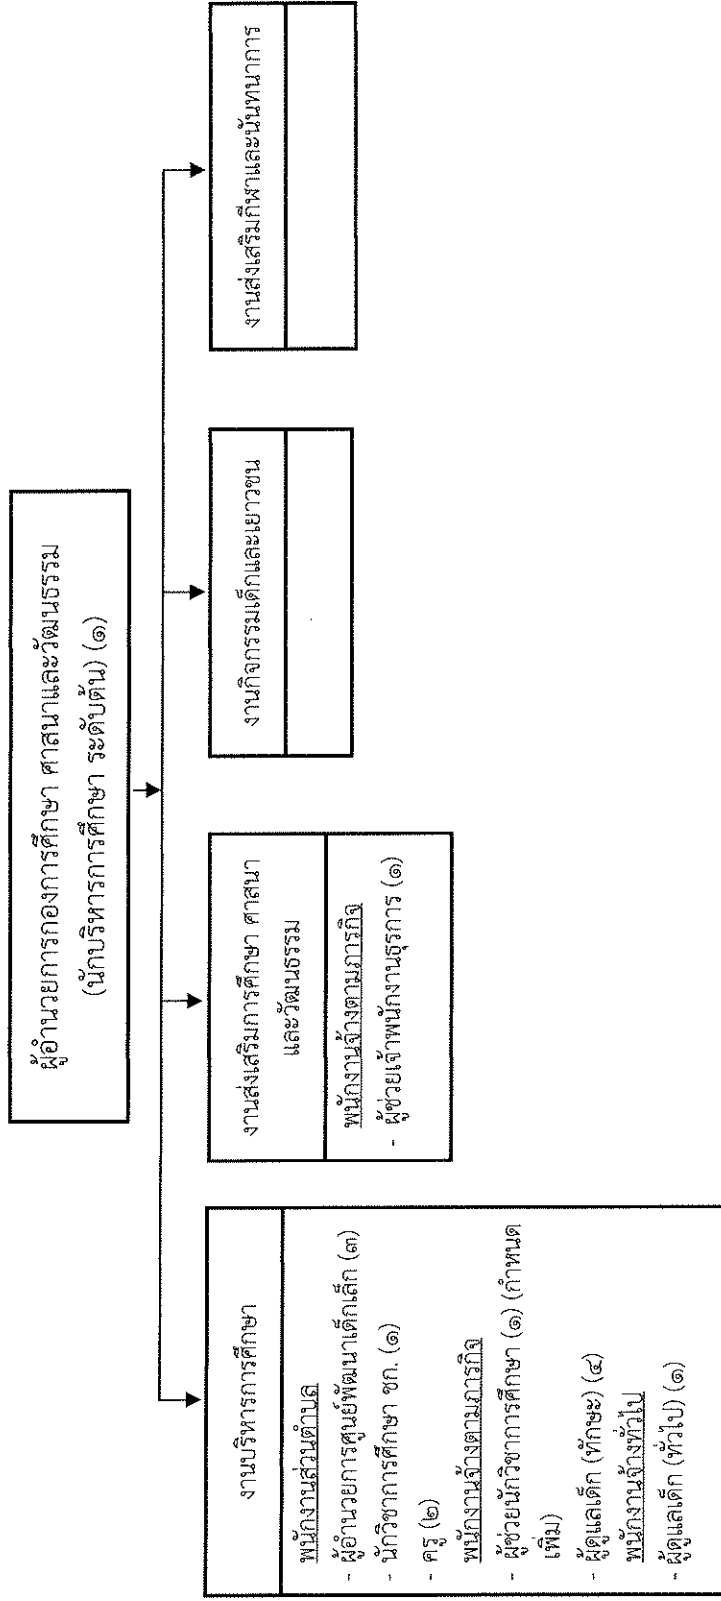 ผู้อำนวยการกองการศึกษา ศาสนาและวัฒนธรรม
(นักบริหารการศึกษา ระดับต้น) (๑)
งานบริหารการศึกษา
พนักงานส่วนตำบล
- ผู้อำนวยการศูนย์พัฒนาเด็กเล็ก (๓)
- นักวิชาการศึกษา ชก. (๑)
- ครู (๒)
พนักงานจ้างตามภารกิจ
- ผู้ช่วยนักวิชาการศึกษา (๑) (กำหนด
เพิ่ม)
- ผู้ดูแลเด็ก (ทักษะ) (๔)
พนักงานจ้างทั่วไป
- ผู้ดูแลเด็ก (ทั่วไป) (๑)
งานส่งเสริมการศึกษา ศาสนา
และวัฒนธรรม
พนักงานจ้างตามภารกิจ
- ผู้ช่วยเจ้าพนักงานธุรการ (๑)
งานกิจกรรมเด็กและเยาวชน
งานส่งเสริมกีฬาและนันทนาการ